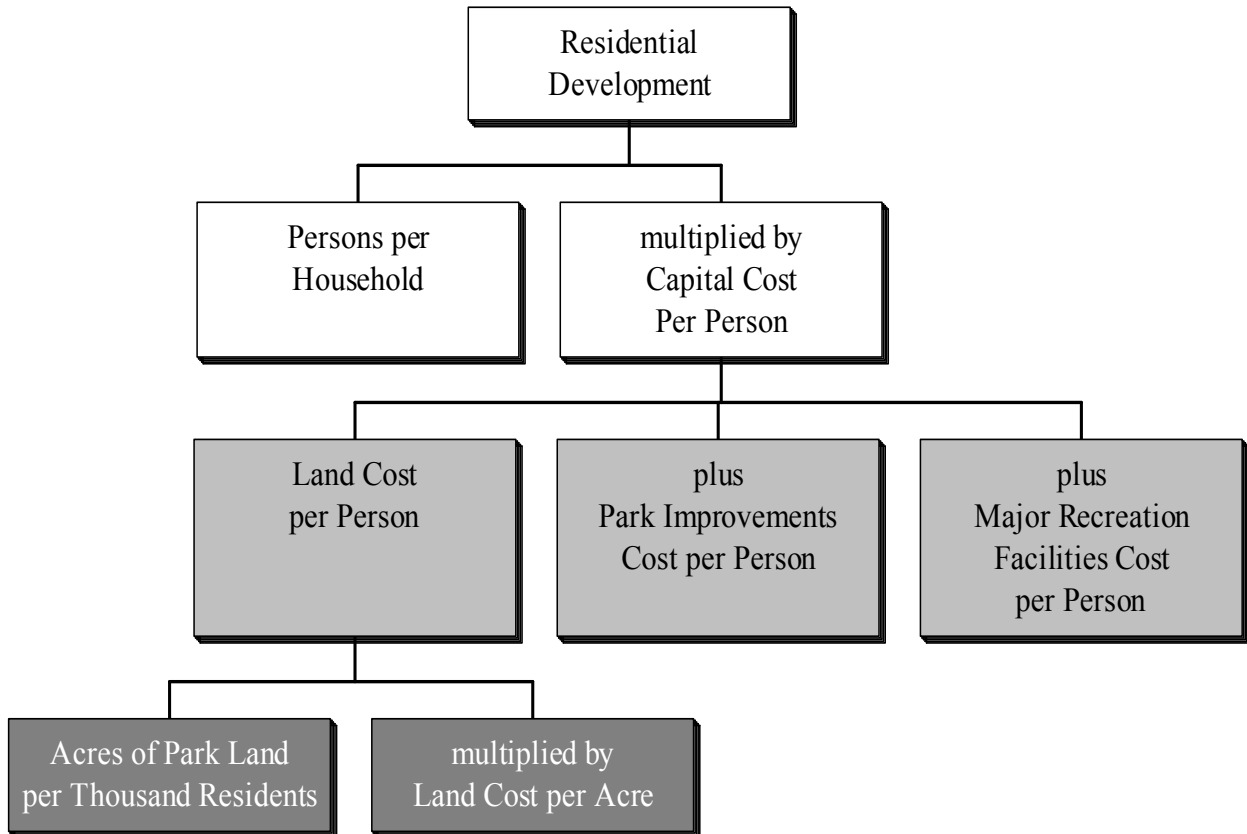 Residential
Development
Persons per
Household
multiplied by
Capital Cost
Per Person
Land Cost
per Person
plus
Park Improvements
Cost per Person
plus
Major Recreation
Facilities Cost
per Person
Acres of Park Land
per Thousand Residents
multiplied by
Land Cost per Acre